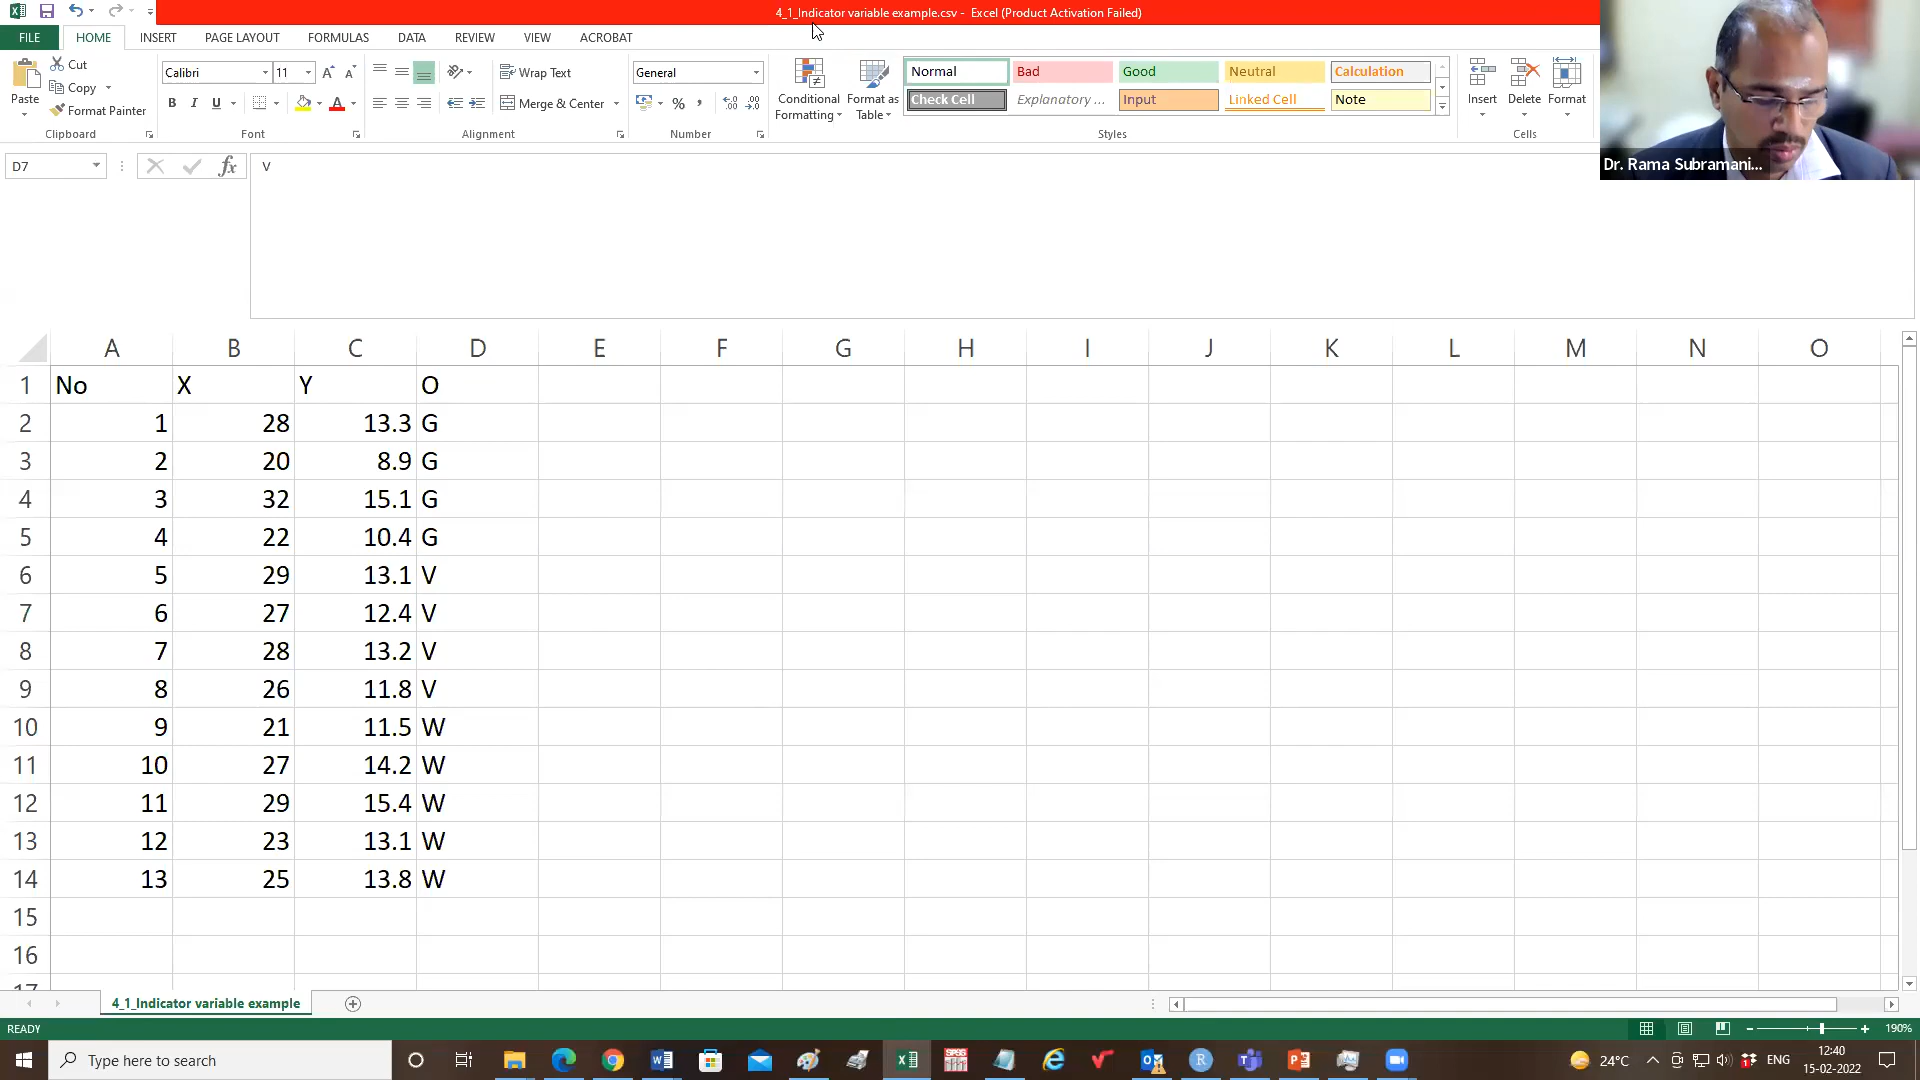 4_1_Indicator variable example.csv - Excel (Product Activation Failed)
FILE HOME INSERT PAGE LAYOUT FORMULAS DATA REVIEW VIEW ACROBAT
Paste
Cut
Copy
Format Painter
Clipboard
Calibri 11
B I U
Font
Wrap Text
Merge & Center
Alignment
General
%
Number
Conditional Formatting
Format as Table
Normal Bad Good Neutral Calculation
Check Cell Explanatory ... Input Linked Cell Note
Styles
Insert Delete Format
Cells
Dr. Rama Subramani...
D7 fx V
A B C D E F G H I J K L M N O
1 No X Y O
2 1 28 13.3 G
3 2 20 8.9 G
4 3 32 15.1 G
5 4 22 10.4 G
6 5 29 13.1 V
7 6 27 12.4 V
8 7 28 13.2 V
9 8 26 11.8 V
10 9 21 11.5 W
11 10 27 14.2 W
12 11 29 15.4 W
13 12 23 13.1 W
14 13 25 13.8 W
15
16
17
4_1_Indicator variable example
READY 190%
Type here to search 24°C ENG 12:40
15-02-2022